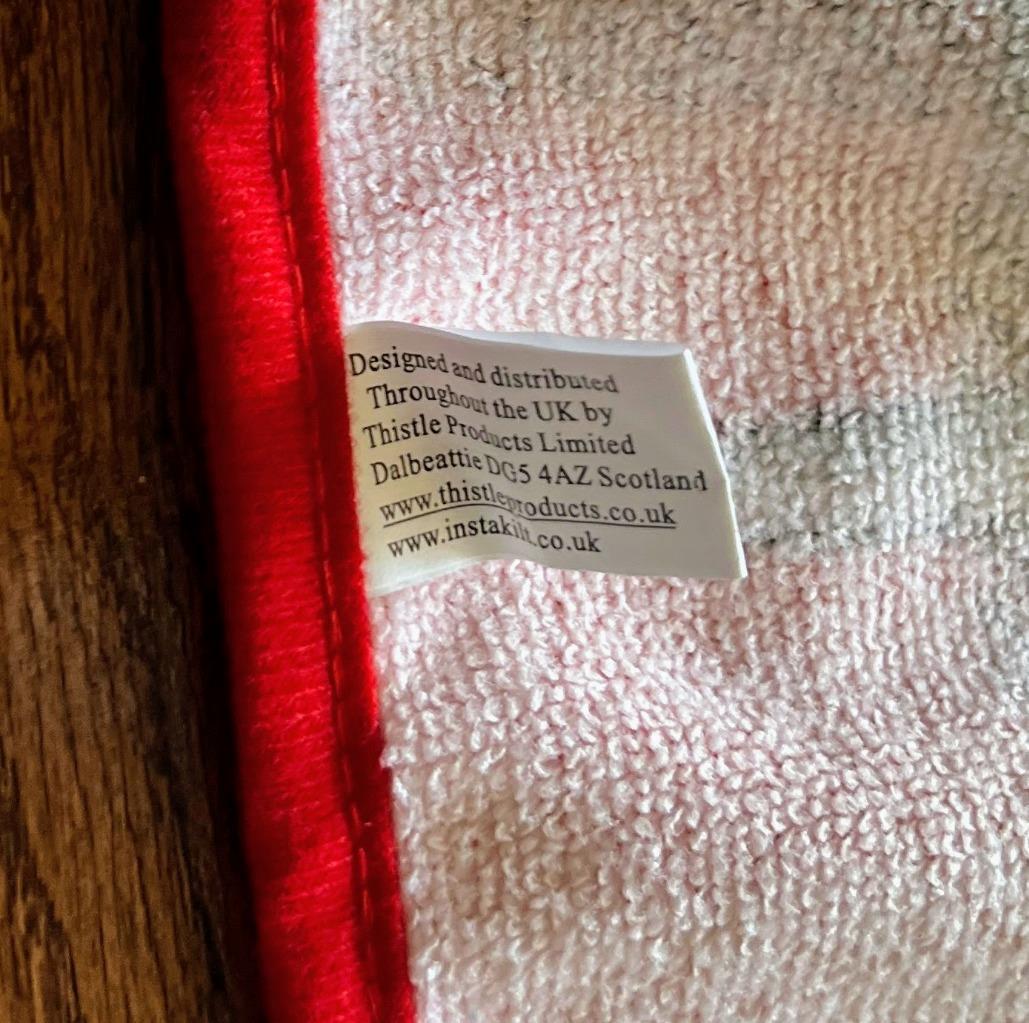 Designed and distributed
Throughout the UK by
Thistle Products Limited
Dalbeattie DG5 4AZ Scotland
www.thistleproducts.co.uk
www.instakilt.co.uk